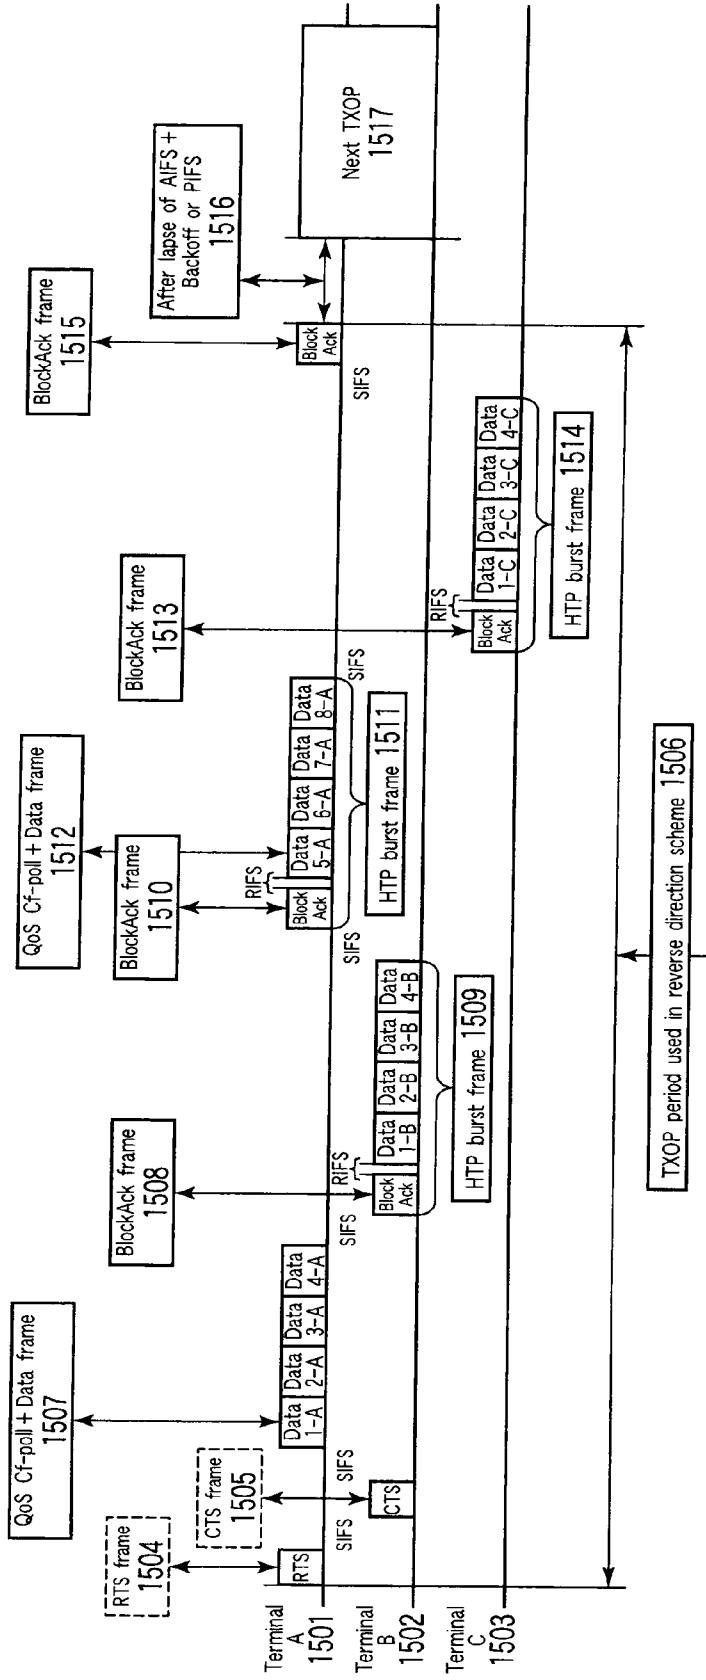 QoS Cf-poll + Data frame
1507
QoS Cf-poll + Data frame
1512
BlockAck frame
1515
RTS frame
1504
CTS frame
1505
BlockAck frame
1508
BlockAck frame
1510
BlockAck frame
1513
After lapse of AIFS +
Backoff or PIFS
1516
Terminal
A
1501
RTS
SIFS
SIFS
Data
1-A
Data
2-A
Data
3-A
Data
4-A
SIFS
SIFS
Block
Ack
RIFS
Data
5-A
Data
6-A
Data
7-A
Data
8-A
SIFS
SIFS
Block
Ack
Next TXOP
1517
HTP burst frame 1511
Terminal
B
1502
CTS
Block
Ack
RIFS
Data
1-B
Data
2-B
Data
3-B
Data
4-B
HTP burst frame 1509
Terminal
C
1503
Block
Ack
RIFS
Data
1-C
Data
2-C
Data
3-C
Data
4-C
HTP burst frame 1514
TXOP period used in reverse direction scheme 1506